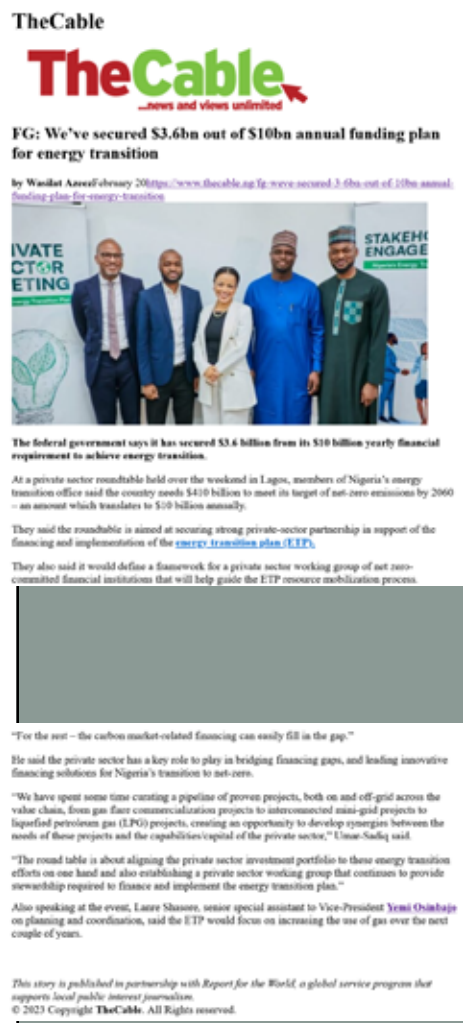 TheCable
TheCable
...news and views unlimited
FG: We've secured $3.6bn out of $10bn annual funding plan
for energy transition
by Wasilat Azeez February 20https://www.thecable.ng/fg-weve-secured-3-6bn-out-of-10bn-annual-
funding-plan-for-energy-transition
IVATE
CTOR
EETING
Energy Transition Plan
STAKEH
ENGAGE
The federal government says it has secured $3.6 billion from its $10 billion yearly financial
requirement to achieve energy transition.
At a private sector roundtable held over the weekend in Lagos, members of Nigeria's energy
transition office said the country needs $410 billion to meet its target of net-zero emissions by 2060
– an amount which translates to $10 billion annually.
They said the roundtable is aimed at securing strong private-sector partnership in support of the
financing and implementation of the energy transition plan (ETP).
They also said it would define a framework for a private sector working group of net zero-
committed financial institutions that will help guide the ETP resource mobilization process.
“For the rest – the carbon market-related financing can easily fill in the gap.”
He said the private sector has a key role to play in bridging financing gaps, and leading innovative
financing solutions for Nigeria's transition to net-zero.
“We have spent some time curating a pipeline of proven projects, both on and off-grid across the
value chain, from gas flare commercialization projects to interconnected mini-grid projects to
liquefied petroleum gas (LPG) projects, creating an opportunity to develop synergies between the
needs of these projects and the capabilities/capital of the private sector,” Umar-Sadiq said.
“The round table is about aligning the private sector investment portfolio to these energy transition
efforts on one hand and also establishing a private sector working group that continues to provide
stewardship required to finance and implement the energy transition plan.”
Also speaking at the event, Lanre Shasore, senior special assistant to Vice-President Yemi Osinbajo
on planning and coordination, said the ETP would focus on increasing the use of gas over the next
couple of years.
This story is published in partnership with Report for the World, a global service program that
supports local public interest journalism.
© 2023 Copyright TheCable. All Rights reserved.